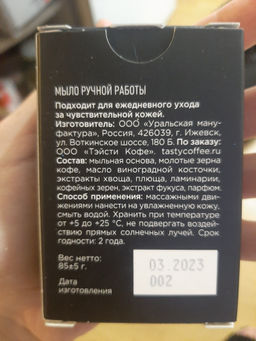 МЫЛО РУЧНОЙ РАБОТЫ
Подходит для ежедневного ухода
за чувствительной кожей.
Изготовитель: ООО «Уральская ману-
фактура», Россия, 426039, г. Ижевск,
ул. Воткинское шоссе, 180 Б. По заказу:
ООО «Тэйсти Кофе». tastycoffee.ru
Состав: мыльная основа, молотые зерна
кофе, масло виноградной косточки,
экстракты хвоща, плюща, ламинарии,
кофейных зерен, экстракт фукуса, парфюм.
Способ применения: массажными
движениями нанести на увлажненную кожу,
смыть водой. Хранить при температуре
от +5 до +25 °C, не подвергать воздей-
ствию прямых солнечных лучей. Срок
годности: 2 года.
Вес нетто:
85±5 г.
Дата
изготовления
03.2023
002